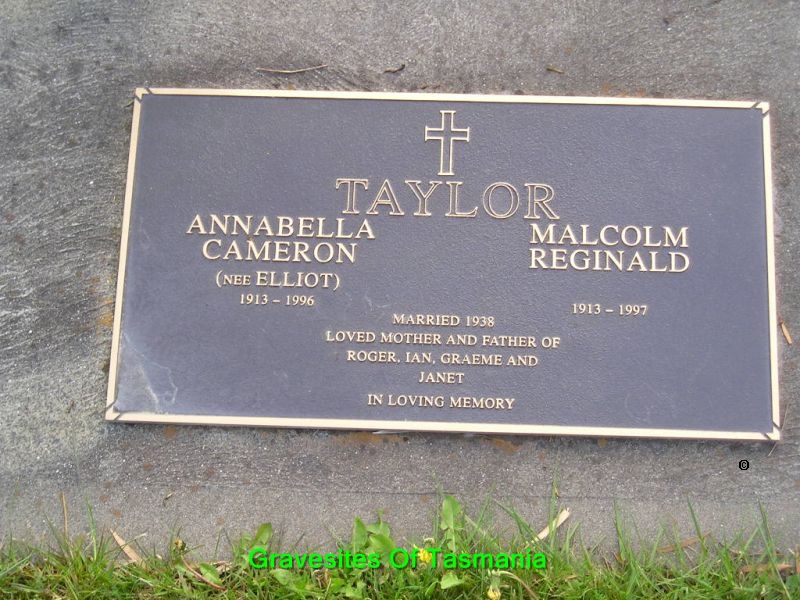 TAYLOR
ANNABELLA
CAMERON
(NEE ELLIOT)
1913 – 1996
MALCOLM
REGINALD
1913 – 1997
MARRIED 1938
LOVED MOTHER AND FATHER OF
ROGER, IAN, GRAEME AND
JANET
IN LOVING MEMORY
©
Gravesites Of Tasmania